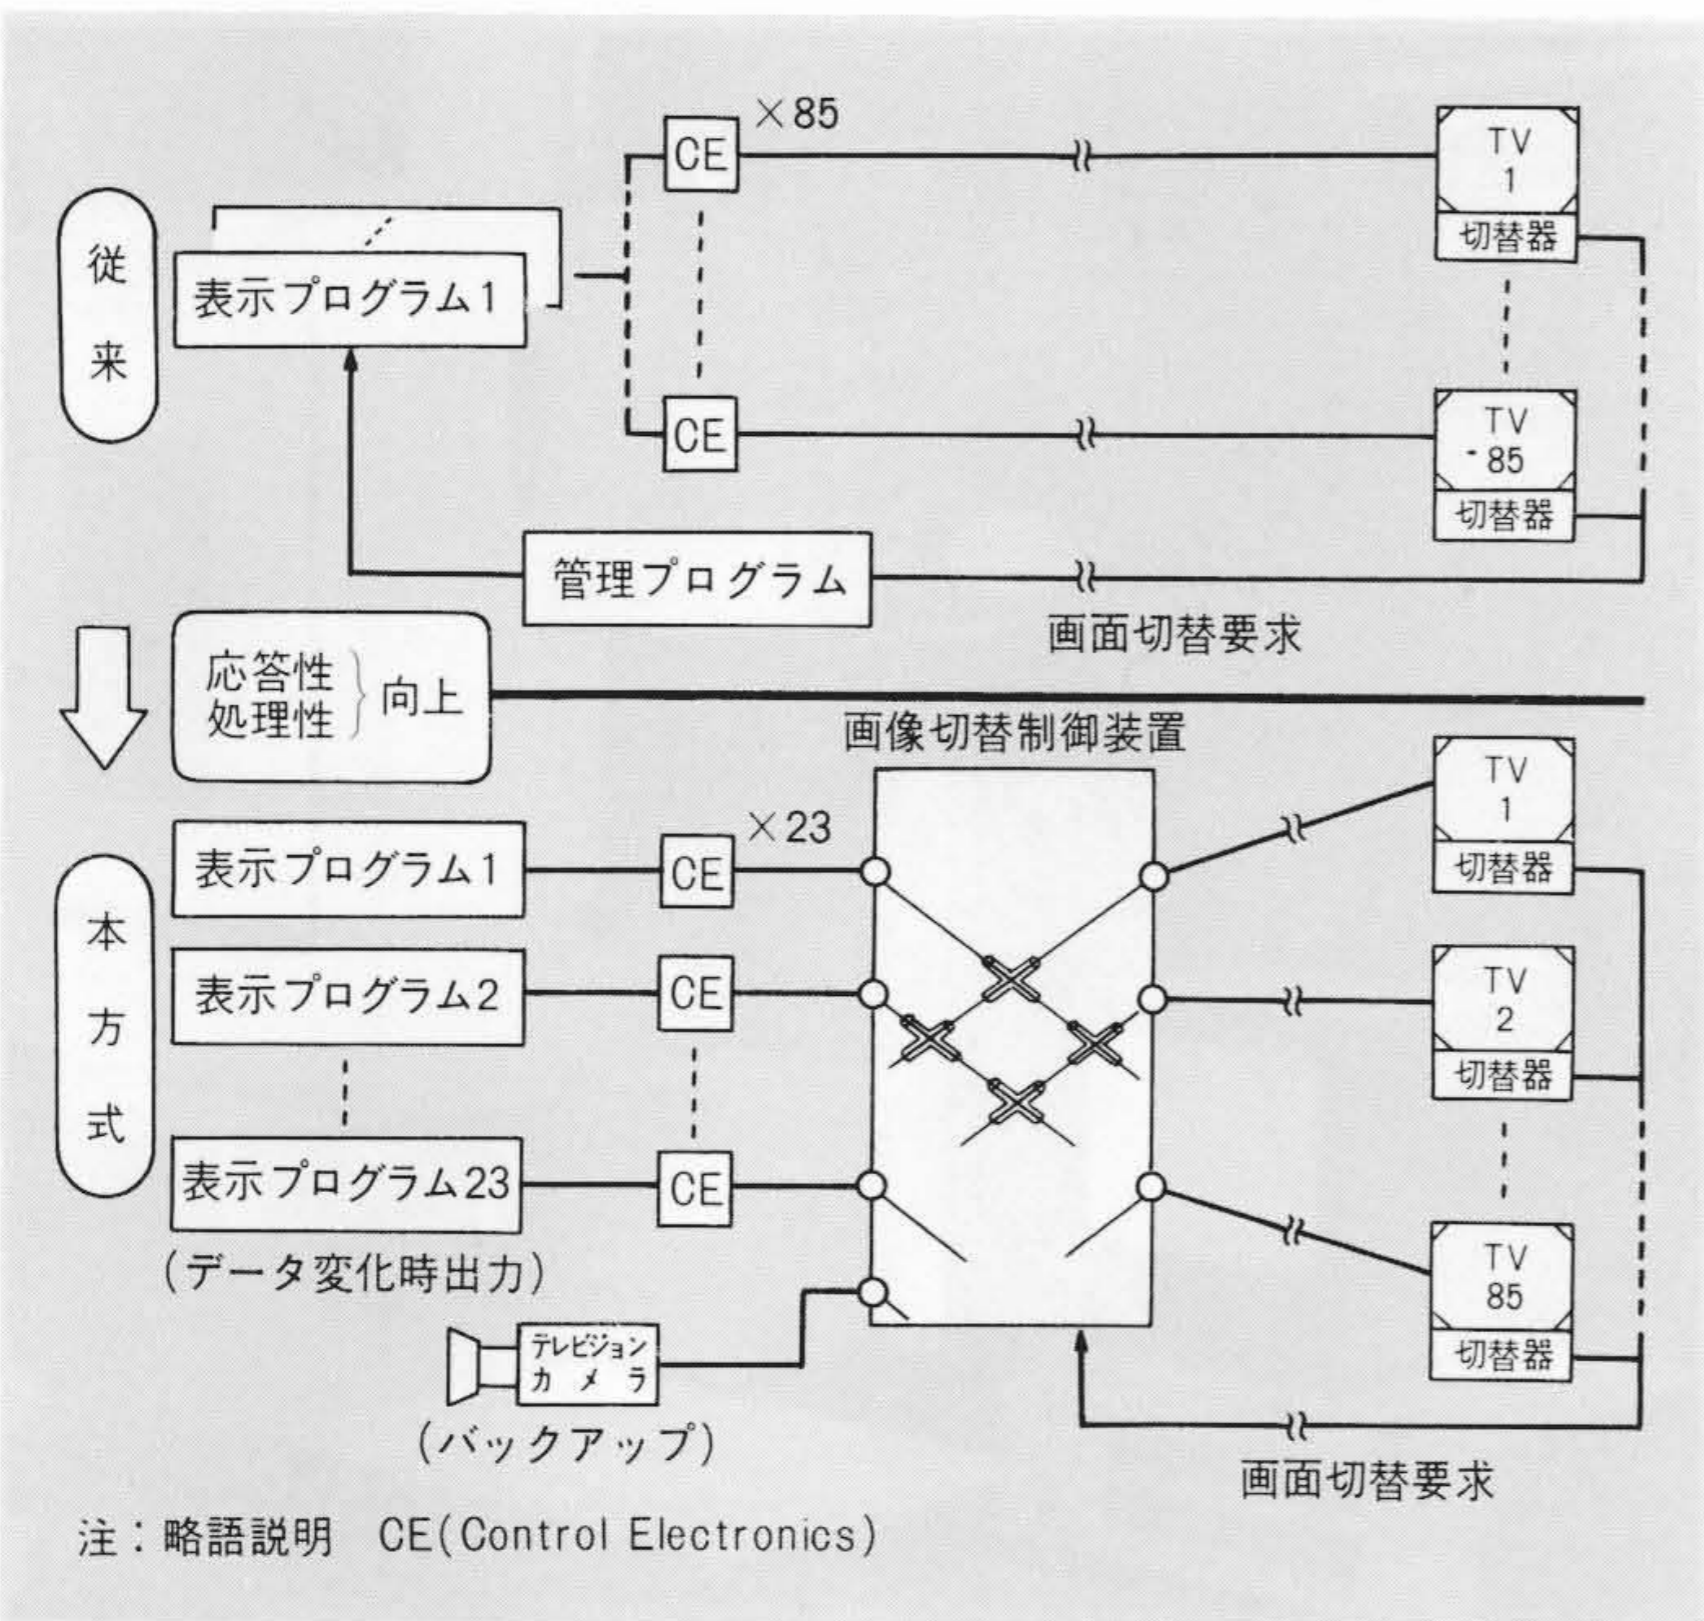 従来
表示プログラム1
CE
×85
CE
TV
1
切替器
TV
85
切替器
管理プログラム
画面切替要求
応答性
処理性
向上
画像切替制御装置
本方式
表示プログラム1
CE
×23
表示プログラム2
CE
表示プログラム23
CE
(データ変化時出力)
テレビジョン
カメラ
(バックアップ)
TV
1
切替器
TV
2
切替器
TV
85
切替器
画面切替要求
注：略語説明 CE(Control Electronics)